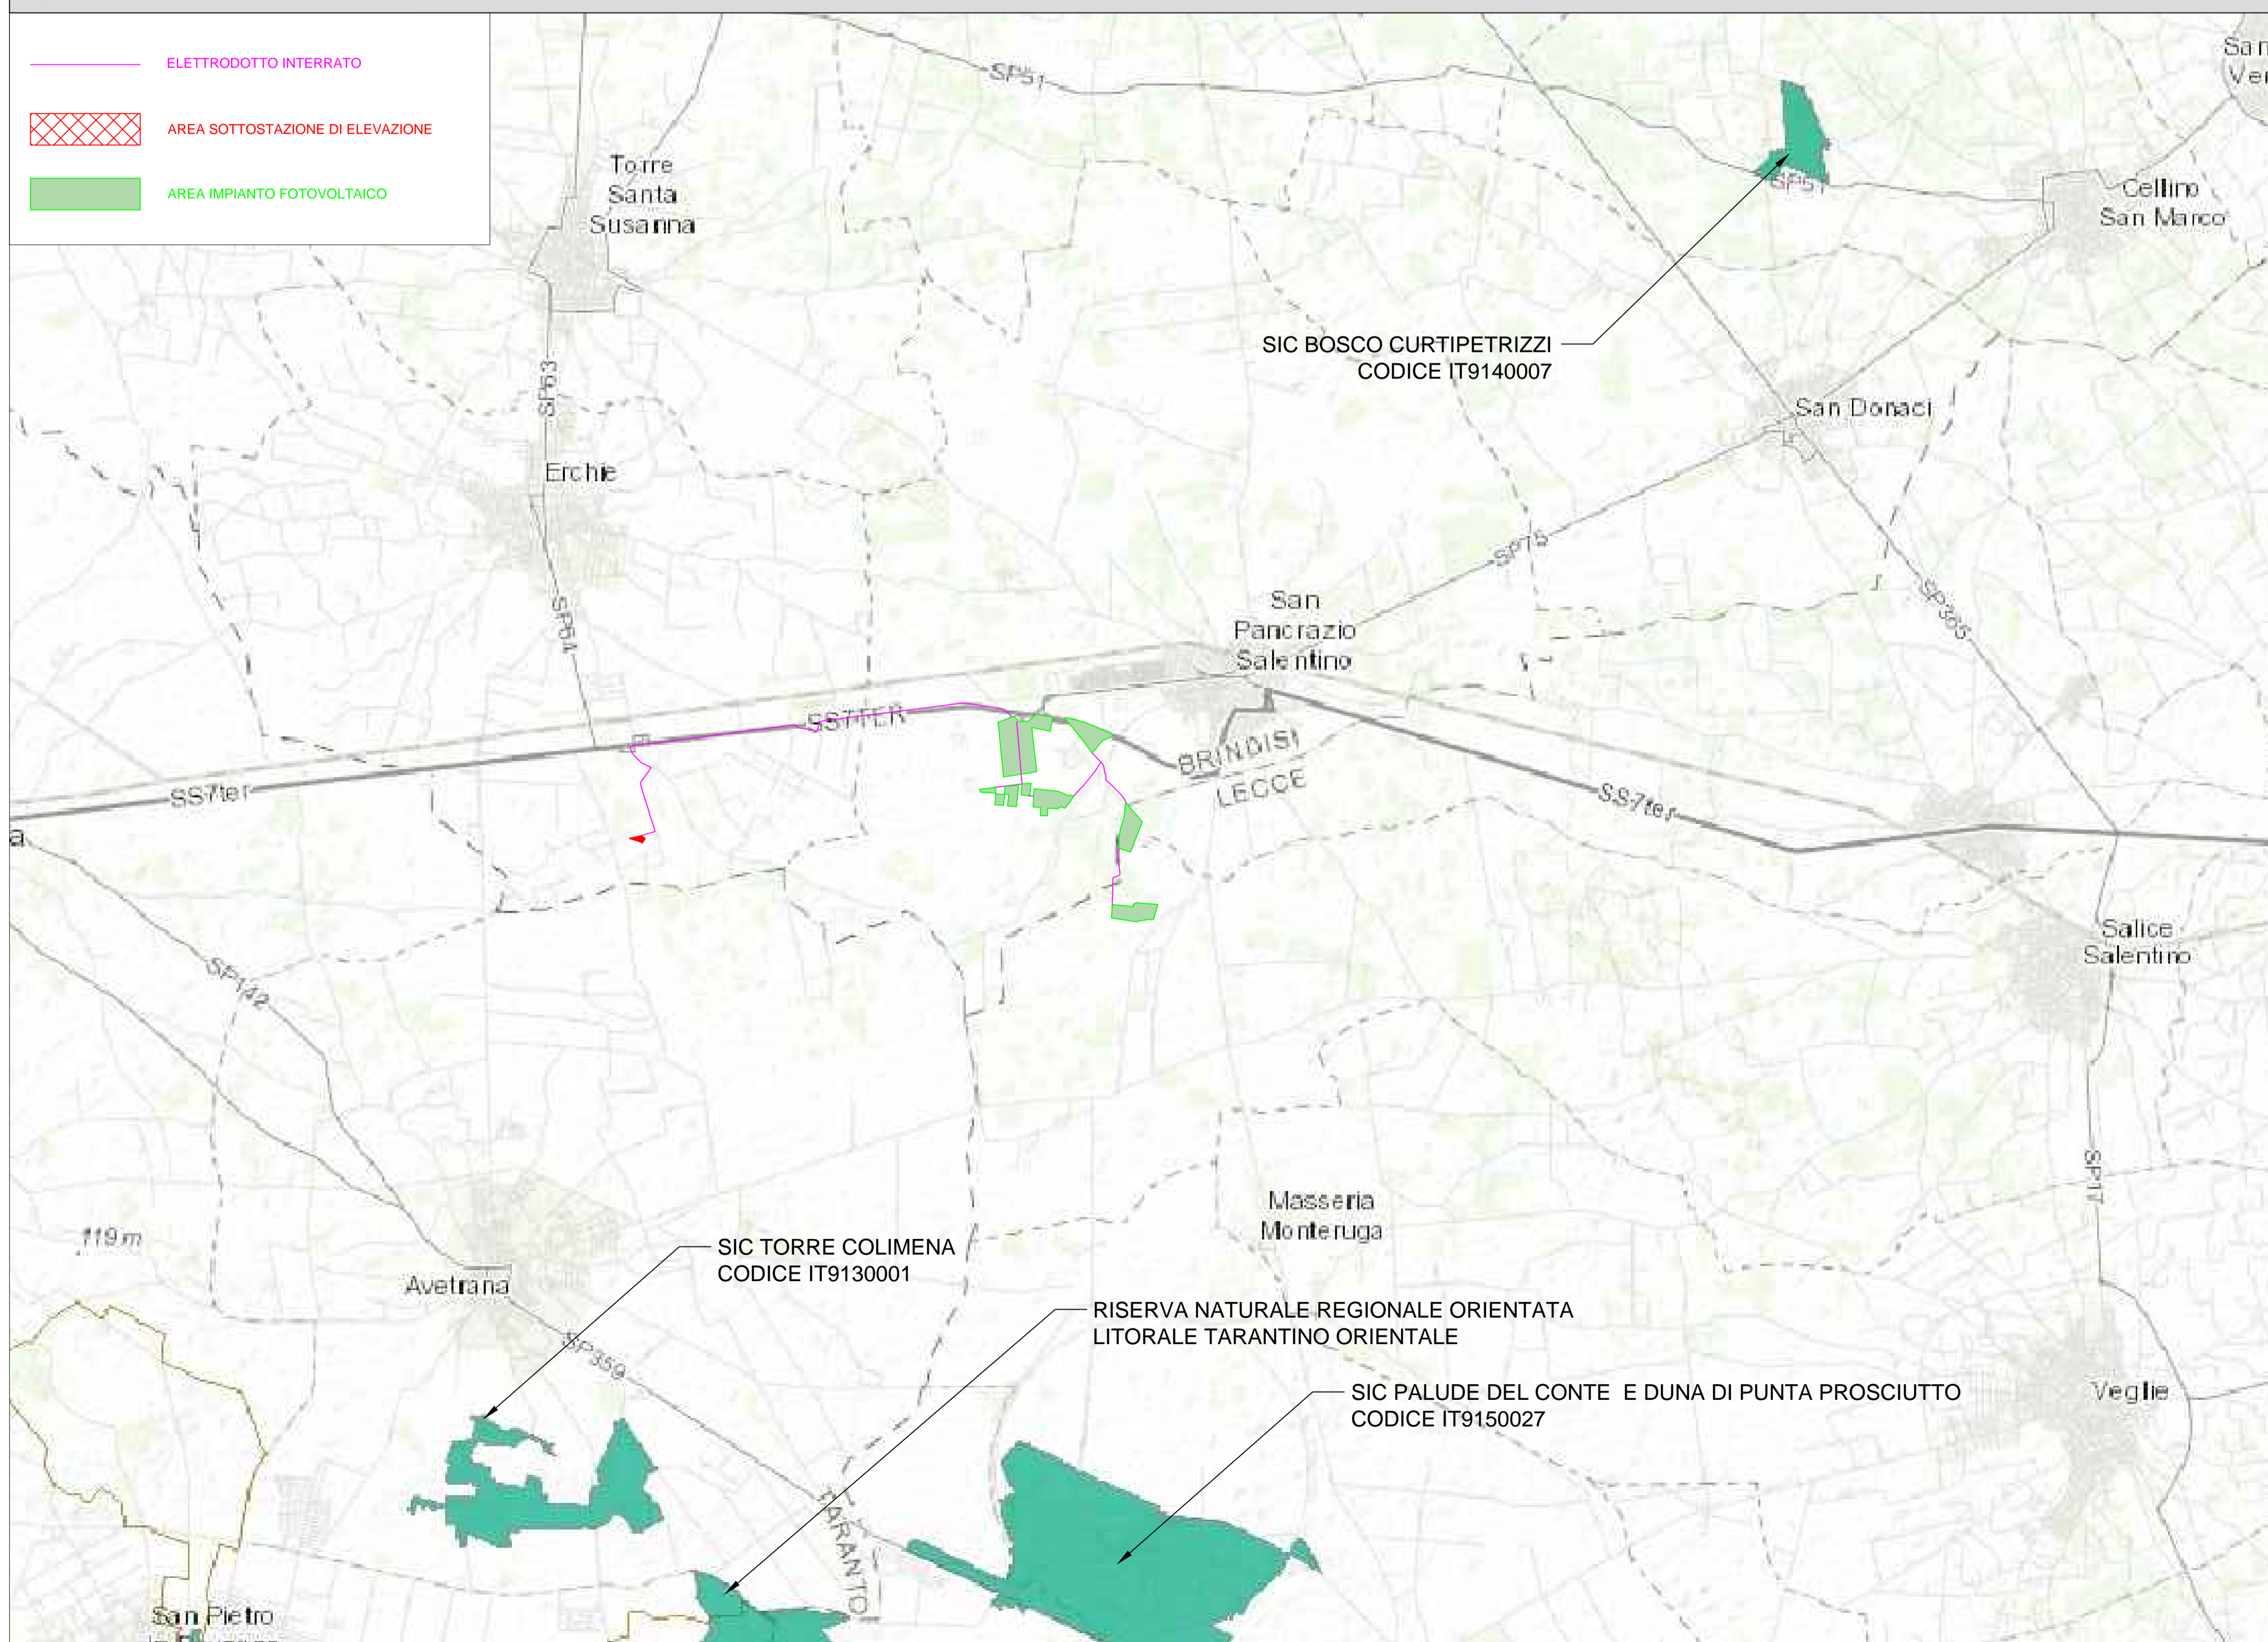 ELETTRODOTTO INTERRATO
AREA SOTTOSTAZIONE DI ELEVAZIONE
AREA IMPIANTO FOTOVOLTAICO
SP51
San
Torre
Santa
Susanna
SP51
Cellino
San Marco
SIC BOSCO CURTIPETRIZZI
CODICE IT9140007
SP63
San Donaci
Erchie
SP75
SP64
San
Pancrazio
Salentino
SP365
SS7TER
BRINDISI
LECCE
SS7ter
SS7ter
a
Salice
Salentino
SP142
SP17
Masseria
Monteruga
119 m
SIC TORRE COLIMENA
CODICE IT9130001
Avetrana
RISERVA NATURALE REGIONALE ORIENTATA
LITORALE TARANTINO ORIENTALE
SP359
SIC PALUDE DEL CONTE E DUNA DI PUNTA PROSCIUTTO
CODICE IT9150027
Veglie
TARANTO
San Pietro